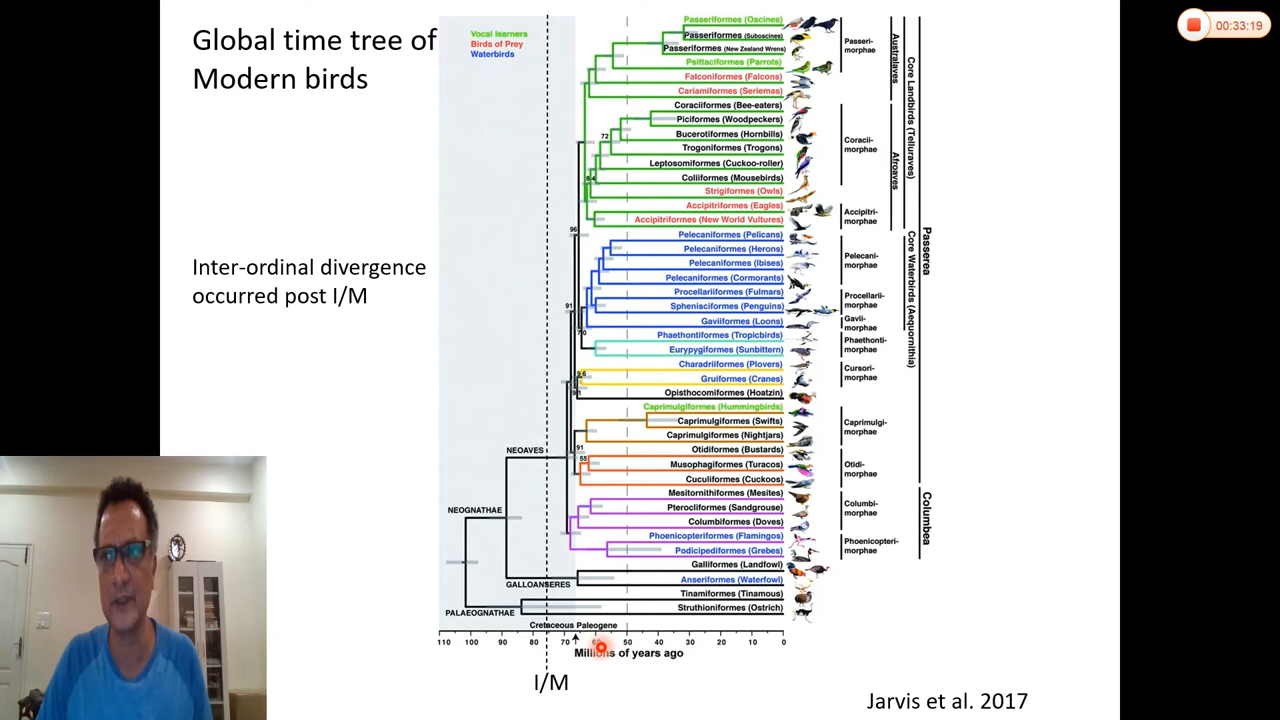 00:33:19
Global time tree of
Modern birds
Inter-ordinal divergence
occurred post I/M
Vocal learners
Birds of Prey
Waterbirds
Passeriformes (Oscines)
Passeriformes (Suboscines)
Passeriformes (New Zealand Wrens)
Psittaciformes (Parrots)
Falconiformes (Falcons)
Cariamiformes (Seriemas)
Coraciiformes (Bee-eaters)
Piciformes (Woodpeckers)
Bucerotiformes (Hornbills)
Trogoniformes (Trogons)
Leptosomiformes (Cuckoo-roller)
Coliiformes (Mousebirds)
Strigiformes (Owls)
Accipitriformes (Eagles)
Accipitriformes (New World Vultures)
Pelecaniformes (Pelicans)
Pelecaniformes (Herons)
Pelecaniformes (Ibises)
Pelecaniformes (Cormorants)
Procellariiformes (Fulmars)
Sphenisciformes (Penguins)
Gaviiformes (Loons)
Phaethontiformes (Tropicbirds)
Eurypygiformes (Sunbittern)
Charadriiformes (Plovers)
Gruiformes (Cranes)
Opisthocomiformes (Hoatzin)
Caprimulgiformes (Hummingbirds)
Caprimulgiformes (Swifts)
Caprimulgiformes (Nightjars)
Otidiformes (Bustards)
Musophagiformes (Turacos)
Cuculiformes (Cuckoos)
Mesitornithiformes (Mesites)
Pterocliformes (Sandgrouse)
Columbiformes (Doves)
Phoenicopteriformes (Flamingos)
Podicipediformes (Grebes)
Galliformes (Landfowl)
Anseriformes (Waterfowl)
Tinamiformes (Tinamous)
Struthioniformes (Ostrich)
Passeri-
morphae
Coracii-
morphae
Accipitri-
morphae
Pelecani-
morphae
Procellarii-
morphae
Gavii-
morphae
Phaethonti-
morphae
Cursori-
morphae
Caprimulgi-
morphae
Otidi-
morphae
Columbi-
morphae
Phoenicopteri-
morphae
Australaves
Afroaves
Core Landbirds (Telluraves)
Core Waterbirds (Aequornithia)
Passerea
Columbea
72
96
91
91
55
NEOAVES
NEOGNATHAE
GALLOANSERES
PALAEOGNATHAE
Cretaceous Paleogene
110 100 90 80 70 60 50 40 30 20 10 0
Millions of years ago
I/M
Jarvis et al. 2017